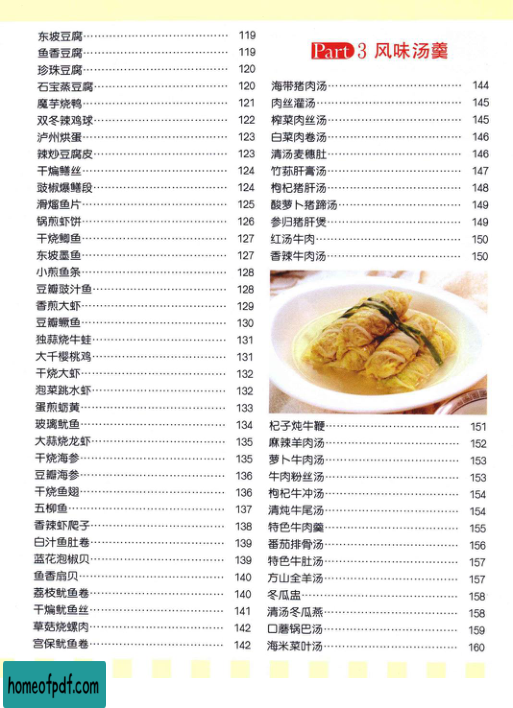 东坡豆腐 119
鱼香豆腐 119
珍珠豆腐 120
石宝蒸豆腐 120
魔芋烧鸭 121
双冬辣鸡球 122
泸州烘蛋 123
辣炒豆腐皮 123
干煸鳝丝 124
豉椒爆鳝段 124
滑熘鱼片 125
锅煎虾饼 126
干烧鲫鱼 127
东坡墨鱼 127
小煎鱼条 128
豆瓣豉汁鱼 128
香煎大虾 129
豆瓣鳜鱼 130
独蒜烧牛蛙 131
大千樱桃鸡 131
干烧大虾 132
泡菜跳水虾 132
蛋煎蛎黄 133
玻璃鱿鱼 134
大蒜烧龙虾 135
干烧海参 135
豆瓣海参 136
干烧鱼翅 136
五柳鱼 137
香辣虾爬子 138
白汁鱼肚卷 139
蓝花泡椒贝 139
鱼香扇贝 140
荔枝鱿鱼卷 140
干煸鱿鱼丝 141
草菇烧螺肉 142
宫保鱿鱼卷 142
Part 3 风味汤羹
海带猪肉汤 144
肉丝灌汤 145
榨菜肉丝汤 145
白菜肉卷汤 146
清汤麦穗肚 146
竹荪肝膏汤 147
枸杞猪肝汤 148
酸萝卜猪蹄汤 149
参归猪肝煲 149
红汤牛肉 150
香辣牛肉汤 150
杞子炖牛鞭 151
麻辣羊肉汤 152
萝卜牛肉汤 153
牛肉粉丝汤 153
枸杞牛冲汤 154
清炖牛尾汤 154
特色牛肉羹 155
番茄排骨汤 156
特色牛肚汤 157
方山全羊汤 157
冬瓜盅 158
清汤冬瓜燕 158
口蘑锅巴汤 159
海米菜叶汤 160
homeofpdf.com